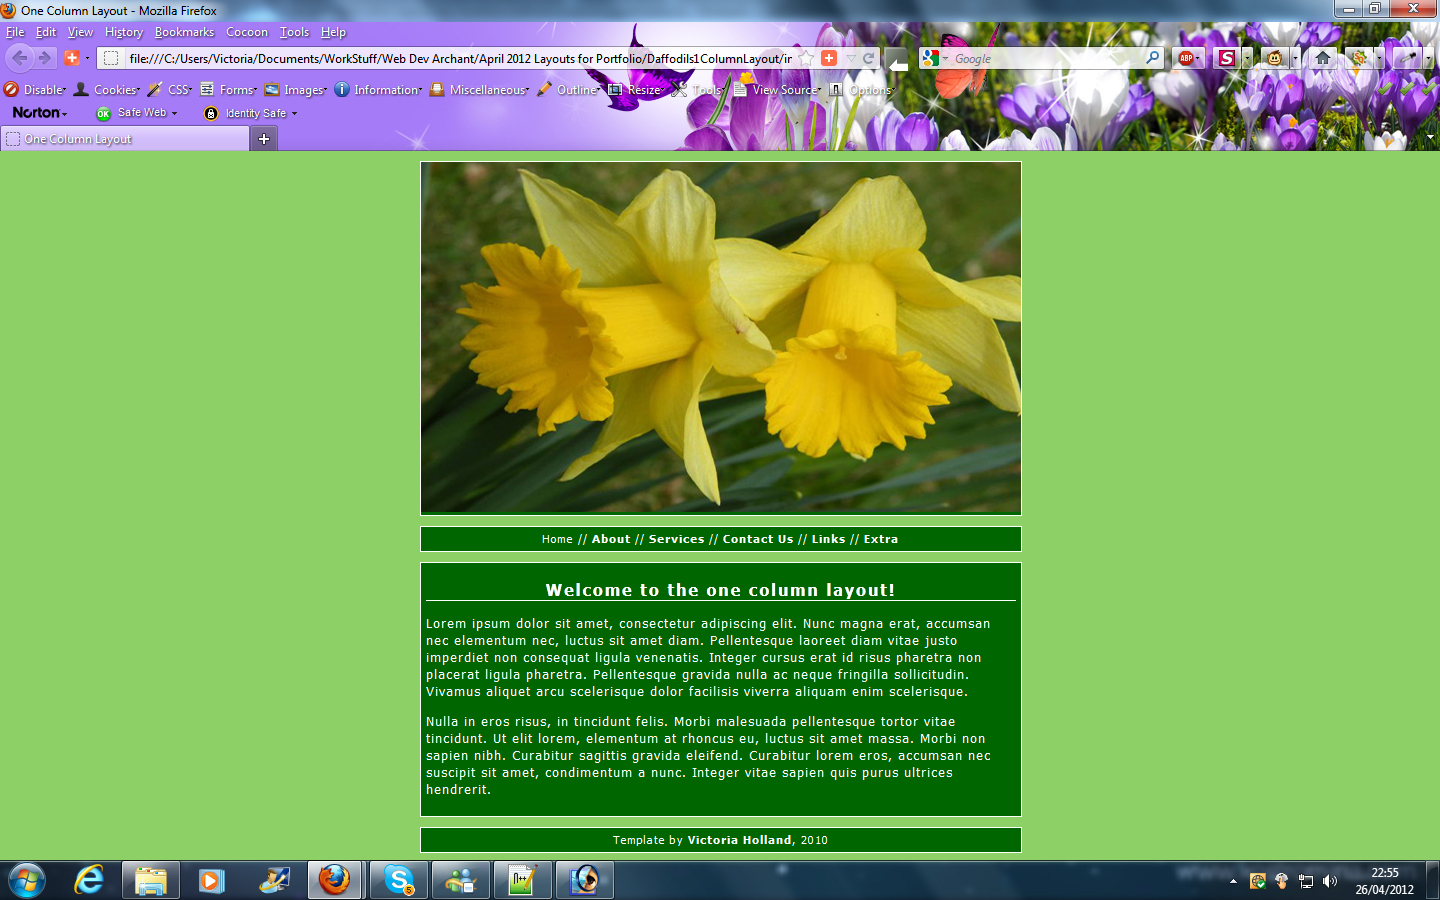 One Column Layout - Mozilla Firefox
File Edit View History Bookmarks Cocoon Tools Help
file:///C:/Users/Victoria/Documents/WorkStuff/Web Dev Archant/April 2012 Layouts for Portfolio/Daffodils1ColumnLayout/in
Google
ABP
S
Disable Cookies CSS Forms Images Information Miscellaneous Outline Resize Tools View Source Options
Norton OK Safe Web Identity Safe
One Column Layout
Home // About // Services // Contact Us // Links // Extra
Welcome to the one column layout!
Lorem ipsum dolor sit amet, consectetur adipiscing elit. Nunc magna erat, accumsan
nec elementum nec, luctus sit amet diam. Pellentesque laoreet diam vitae justo
imperdiet non consequat ligula venenatis. Integer cursus erat id risus pharetra non
placerat ligula pharetra. Pellentesque gravida nulla ac neque fringilla sollicitudin.
Vivamus aliquet arcu scelerisque dolor facilisis viverra aliquam enim scelerisque.
Nulla in eros risus, in tincidunt felis. Morbi malesuada pellentesque tortor vitae
tincidunt. Ut elit lorem, elementum at rhoncus eu, luctus sit amet massa. Morbi non
sapien nibh. Curabitur sagittis gravida eleifend. Curabitur lorem eros, accumsan nec
suscipit sit amet, condimentum a nunc. Integer vitae sapien quis purus ultrices
hendrerit.
Template by Victoria Holland, 2010
5
22:55
26/04/2012